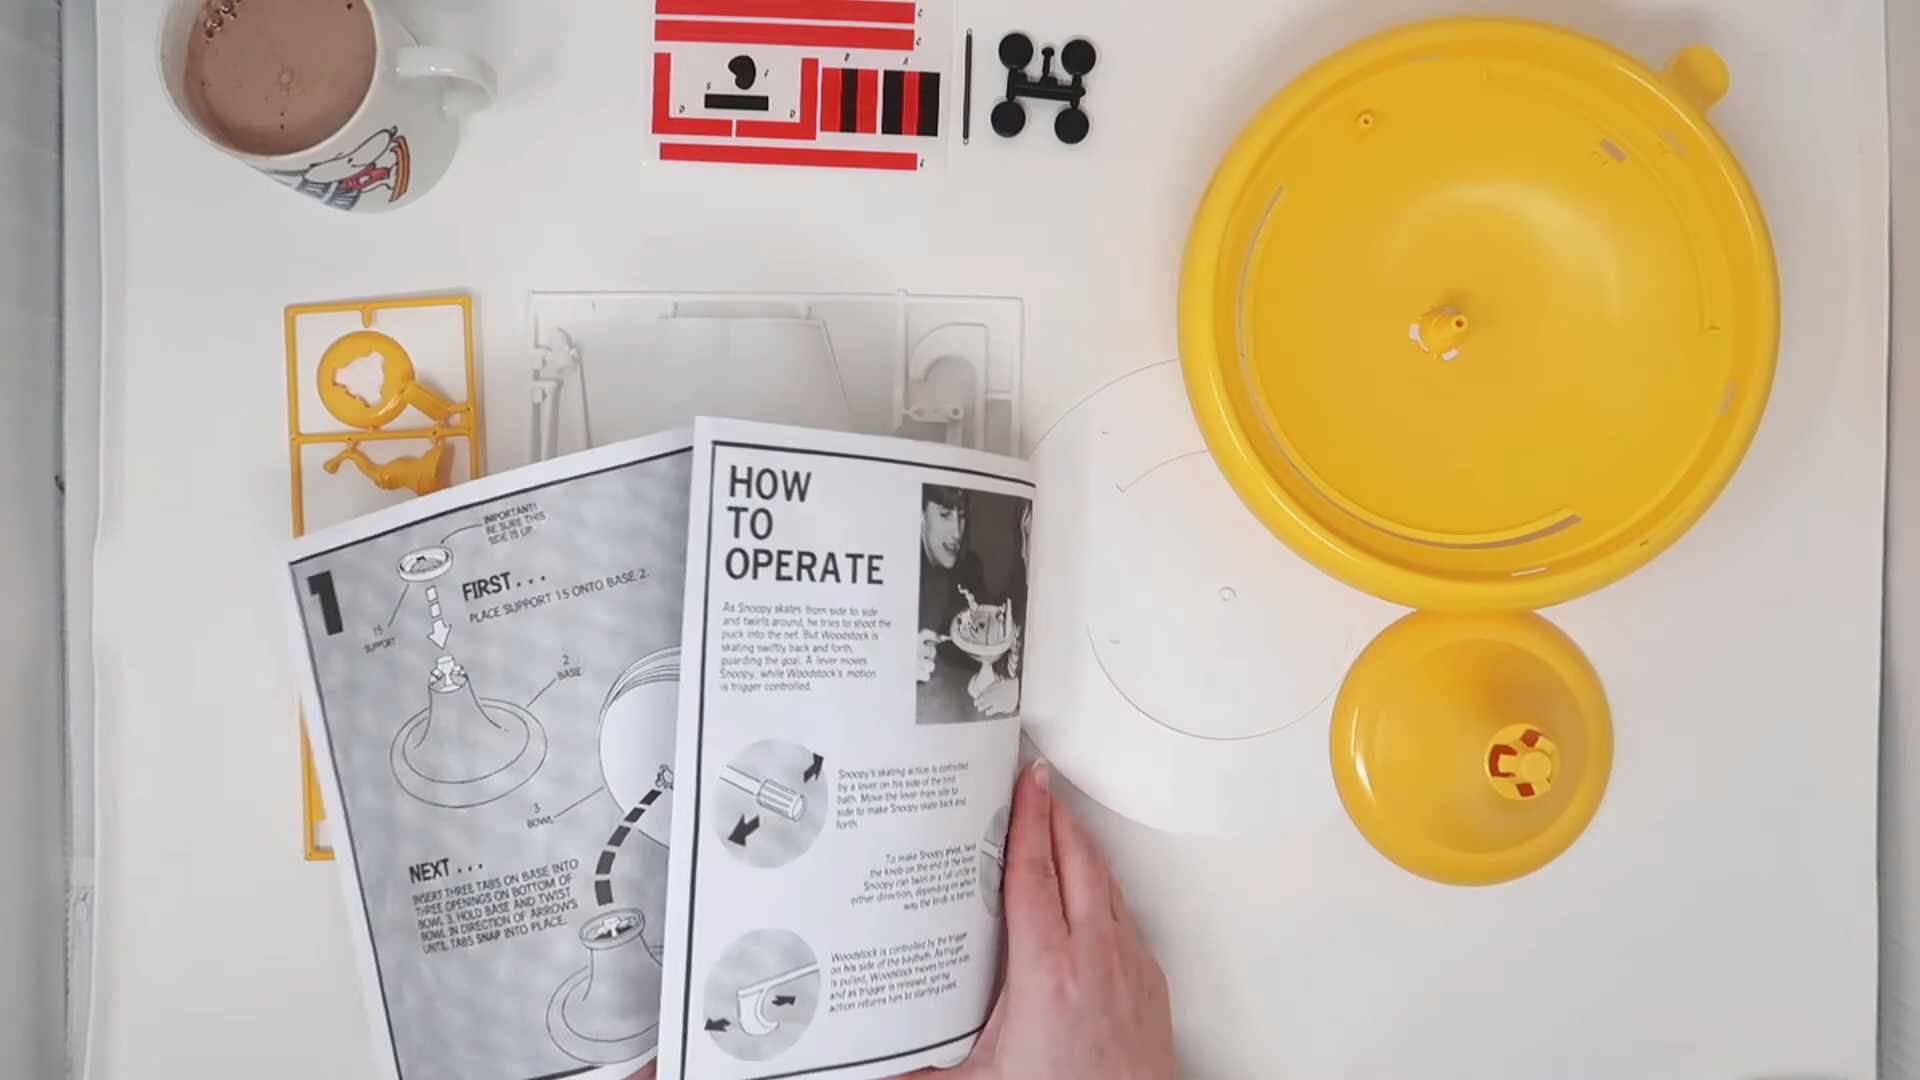 C
C
B
A
F
G
D
D
E
1
IMPORTANT!
BE SURE THIS
SIDE IS UP.
FIRST...
PLACE SUPPORT 15 ONTO BASE 2.
15
SUPPORT
2
BASE
3
BOWL
NEXT...
INSERT THREE TABS ON BASE INTO
THREE OPENINGS ON BOTTOM OF
BOWL 3. HOLD BASE AND TWIST
BOWL IN DIRECTION OF ARROWS
UNTIL TABS SNAP INTO PLACE.
HOW
TO
OPERATE
As Snoopy skates from side to side
and twirls around, he tries to shoot the
puck into the net. But Woodstock is
skating swiftly back and forth,
guarding the goal. A lever moves
Snoopy, while Woodstock's motion
is trigger controlled.
Snoopy's skating action is controlled
by a lever on his side of the bird
bath. Move the lever from side to
side to make Snoopy skate back and
forth.
To make Snoopy pivot, twist
the knob on the end of the lever.
Snoopy can twirl in a full circle in
either direction, depending on which
way the knob is turned.
Woodstock is controlled by the trigger
on his side of the birdbath. As trigger
is pulled, Woodstock moves to one side
and as trigger is released, spring
action returns him to starting point.